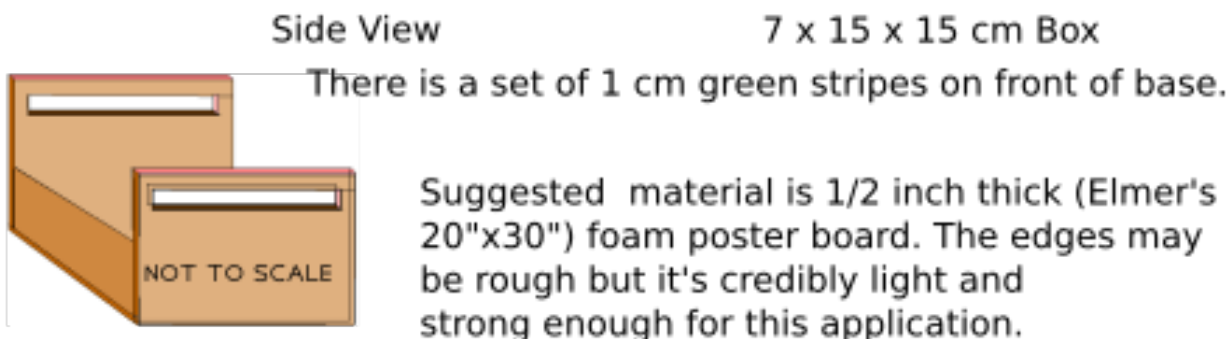 Side View
7 x 15 x 15 cm Box
There is a set of 1 cm green stripes on front of base.
Suggested  material is 1/2 inch thick (Elmer's
20"x30") foam poster board. The edges may
be rough but it's credibly light and
strong enough for this application.
NOT TO SCALE